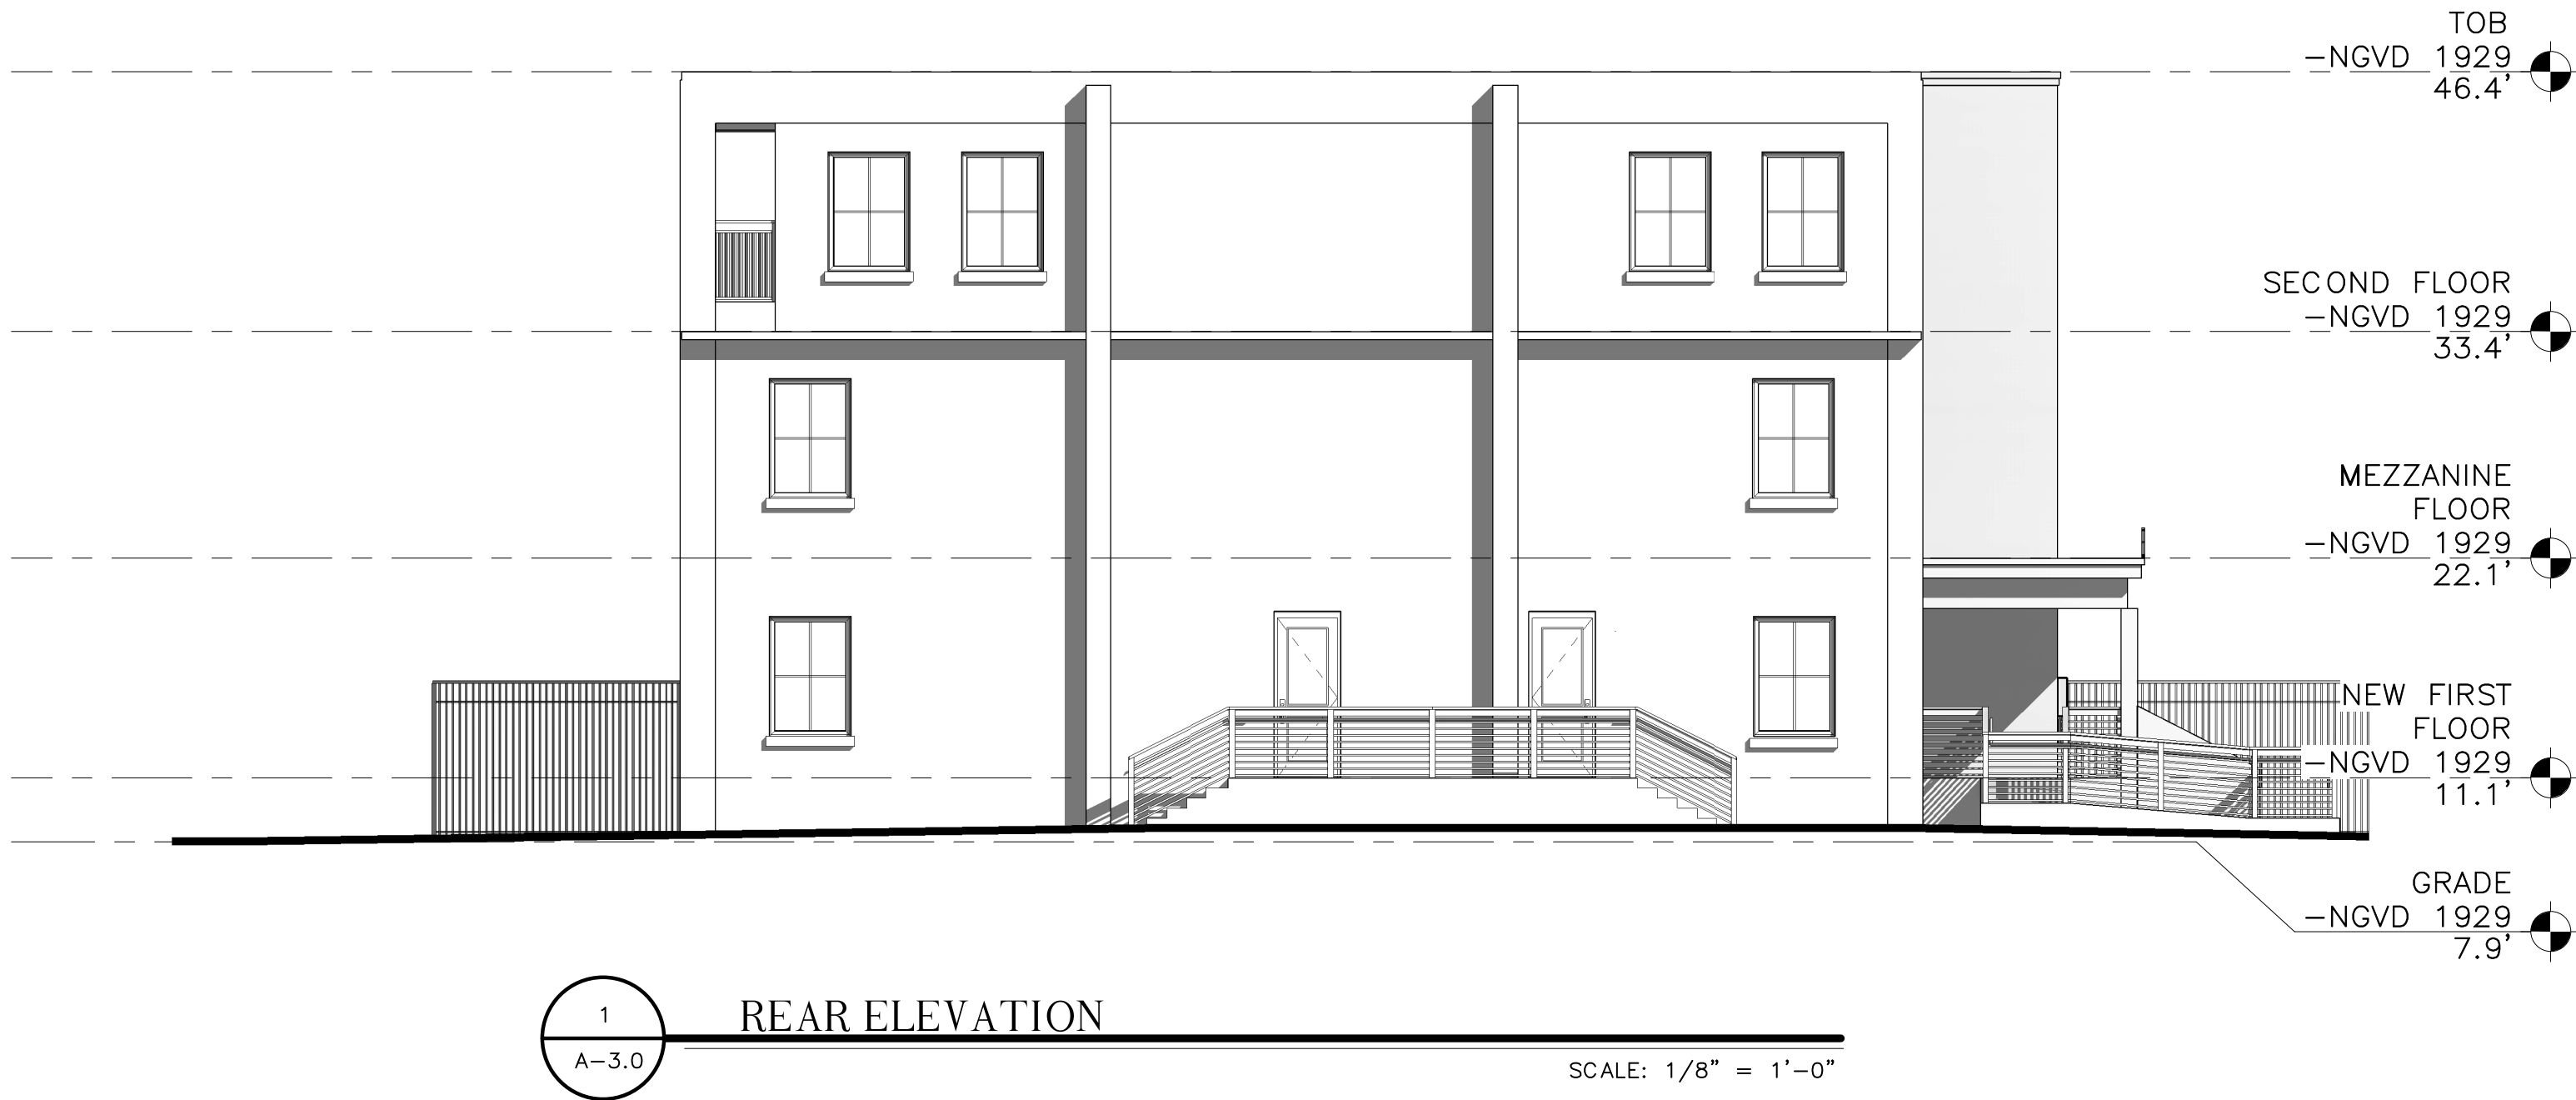 TOB
-NGVD 1929
46.4'
SECOND FLOOR
-NGVD 1929
33.4'
MEZZANINE
FLOOR
-NGVD 1929
22.1'
NEW FIRST
FLOOR
-NGVD 1929
11.1'
GRADE
-NGVD 1929
7.9'
1
A-3.0
REAR ELEVATION
SCALE: 1/8" = 1'-0"